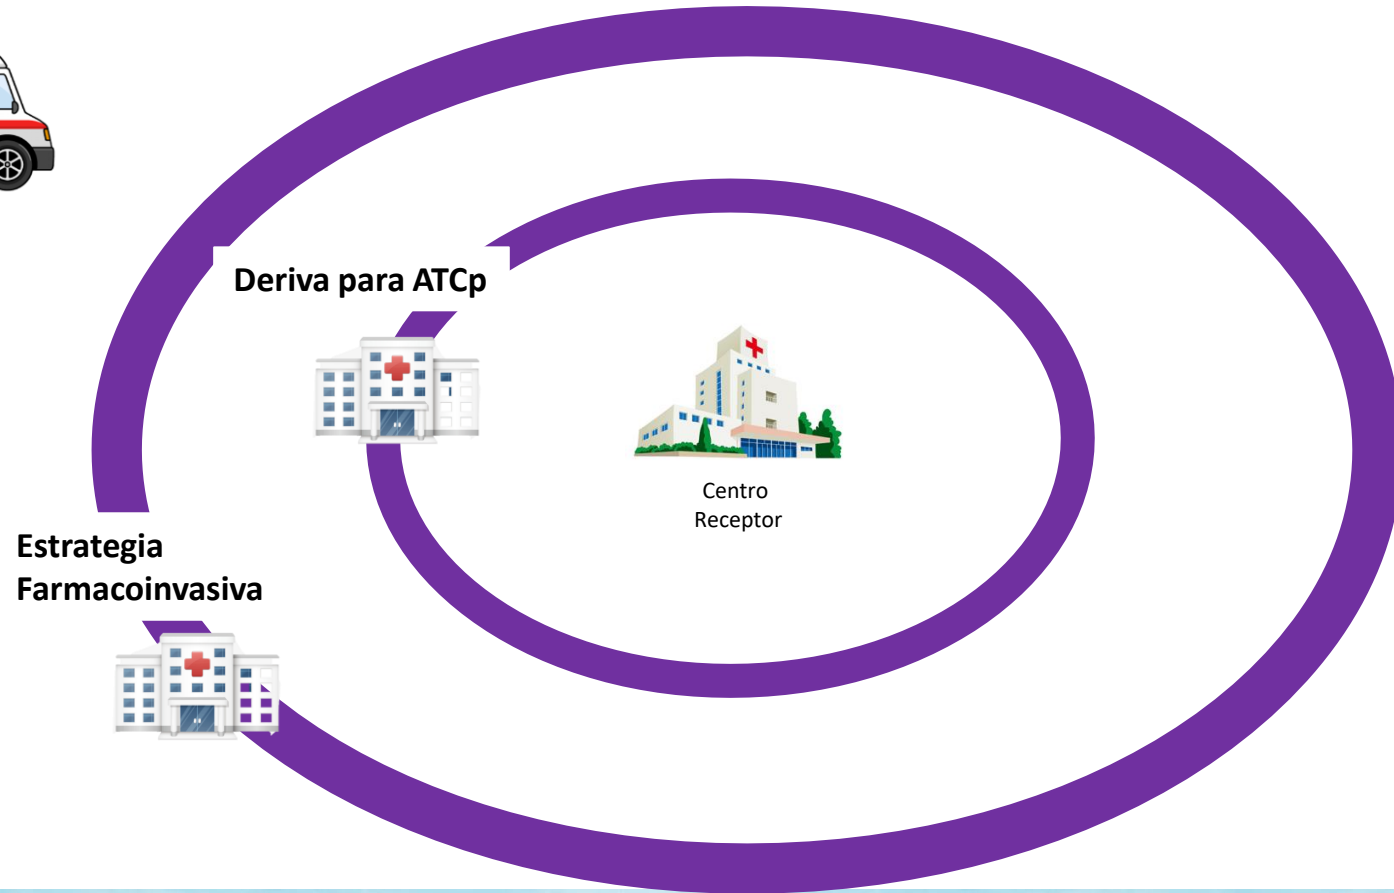 Deriva para ATCp
Centro
Receptor
Estrategia
Farmacoinvasiva